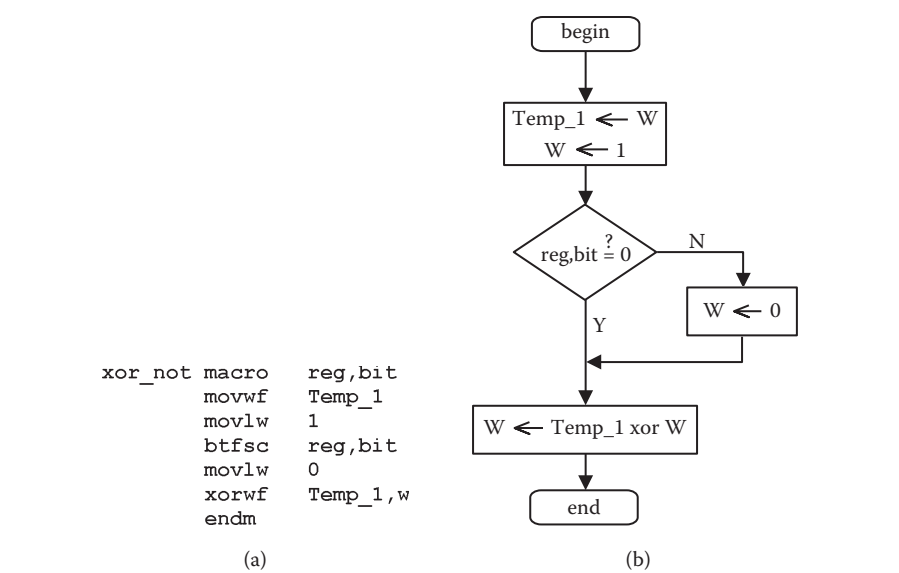 begin
Temp_1 ← W
W ← 1
?
reg,bit = 0
N
W ← 0
Y
W ← Temp_1 xor W
end
xor_not macro reg,bit
movwf Temp_1
movlw 1
btfsc reg,bit
movlw 0
xorwf Temp_1,w
endm
(a)
(b)